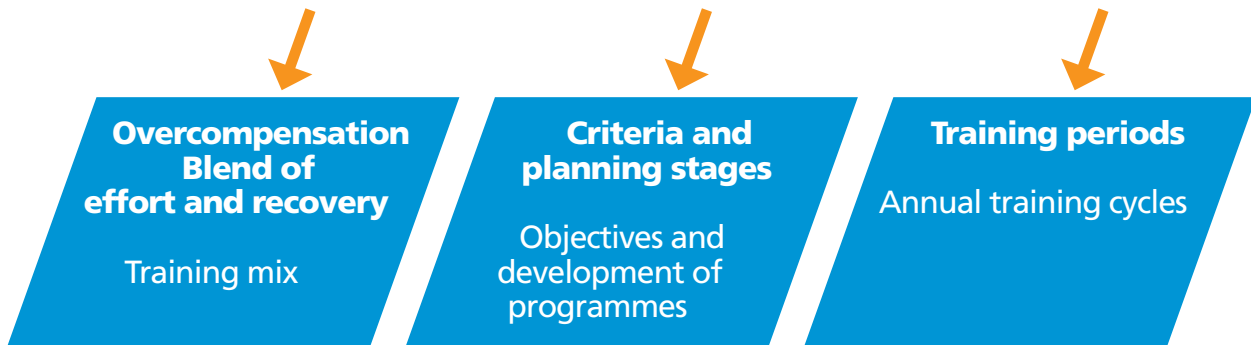 Overcompensation
Blend of
effort and recovery
Training mix
Criteria and
planning stages
Objectives and
development of
programmes
Training periods
Annual training cycles